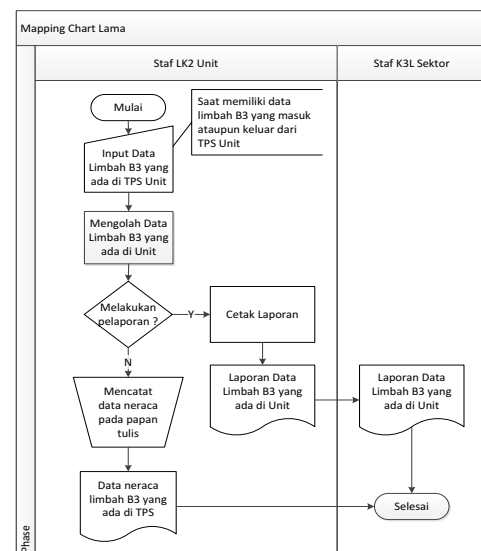 Mapping Chart Lama
Staf LK2 Unit
Staf K3L Sektor
Mulai
Saat memiliki data
limbah B3 yang masuk
ataupun keluar dari
TPS Unit
Input Data
Limbah B3 yang
ada di TPS Unit
Mengolah Data
Limbah B3 yang
ada di Unit
Melakukan
pelaporan ?
Y
Cetak Laporan
N
Mencatat
data neraca
pada papan
tulis
Laporan Data
Limbah B3 yang
ada di Unit
Laporan Data
Limbah B3 yang
ada di Unit
Data neraca
limbah B3 yang
ada di TPS
Selesai
Phase